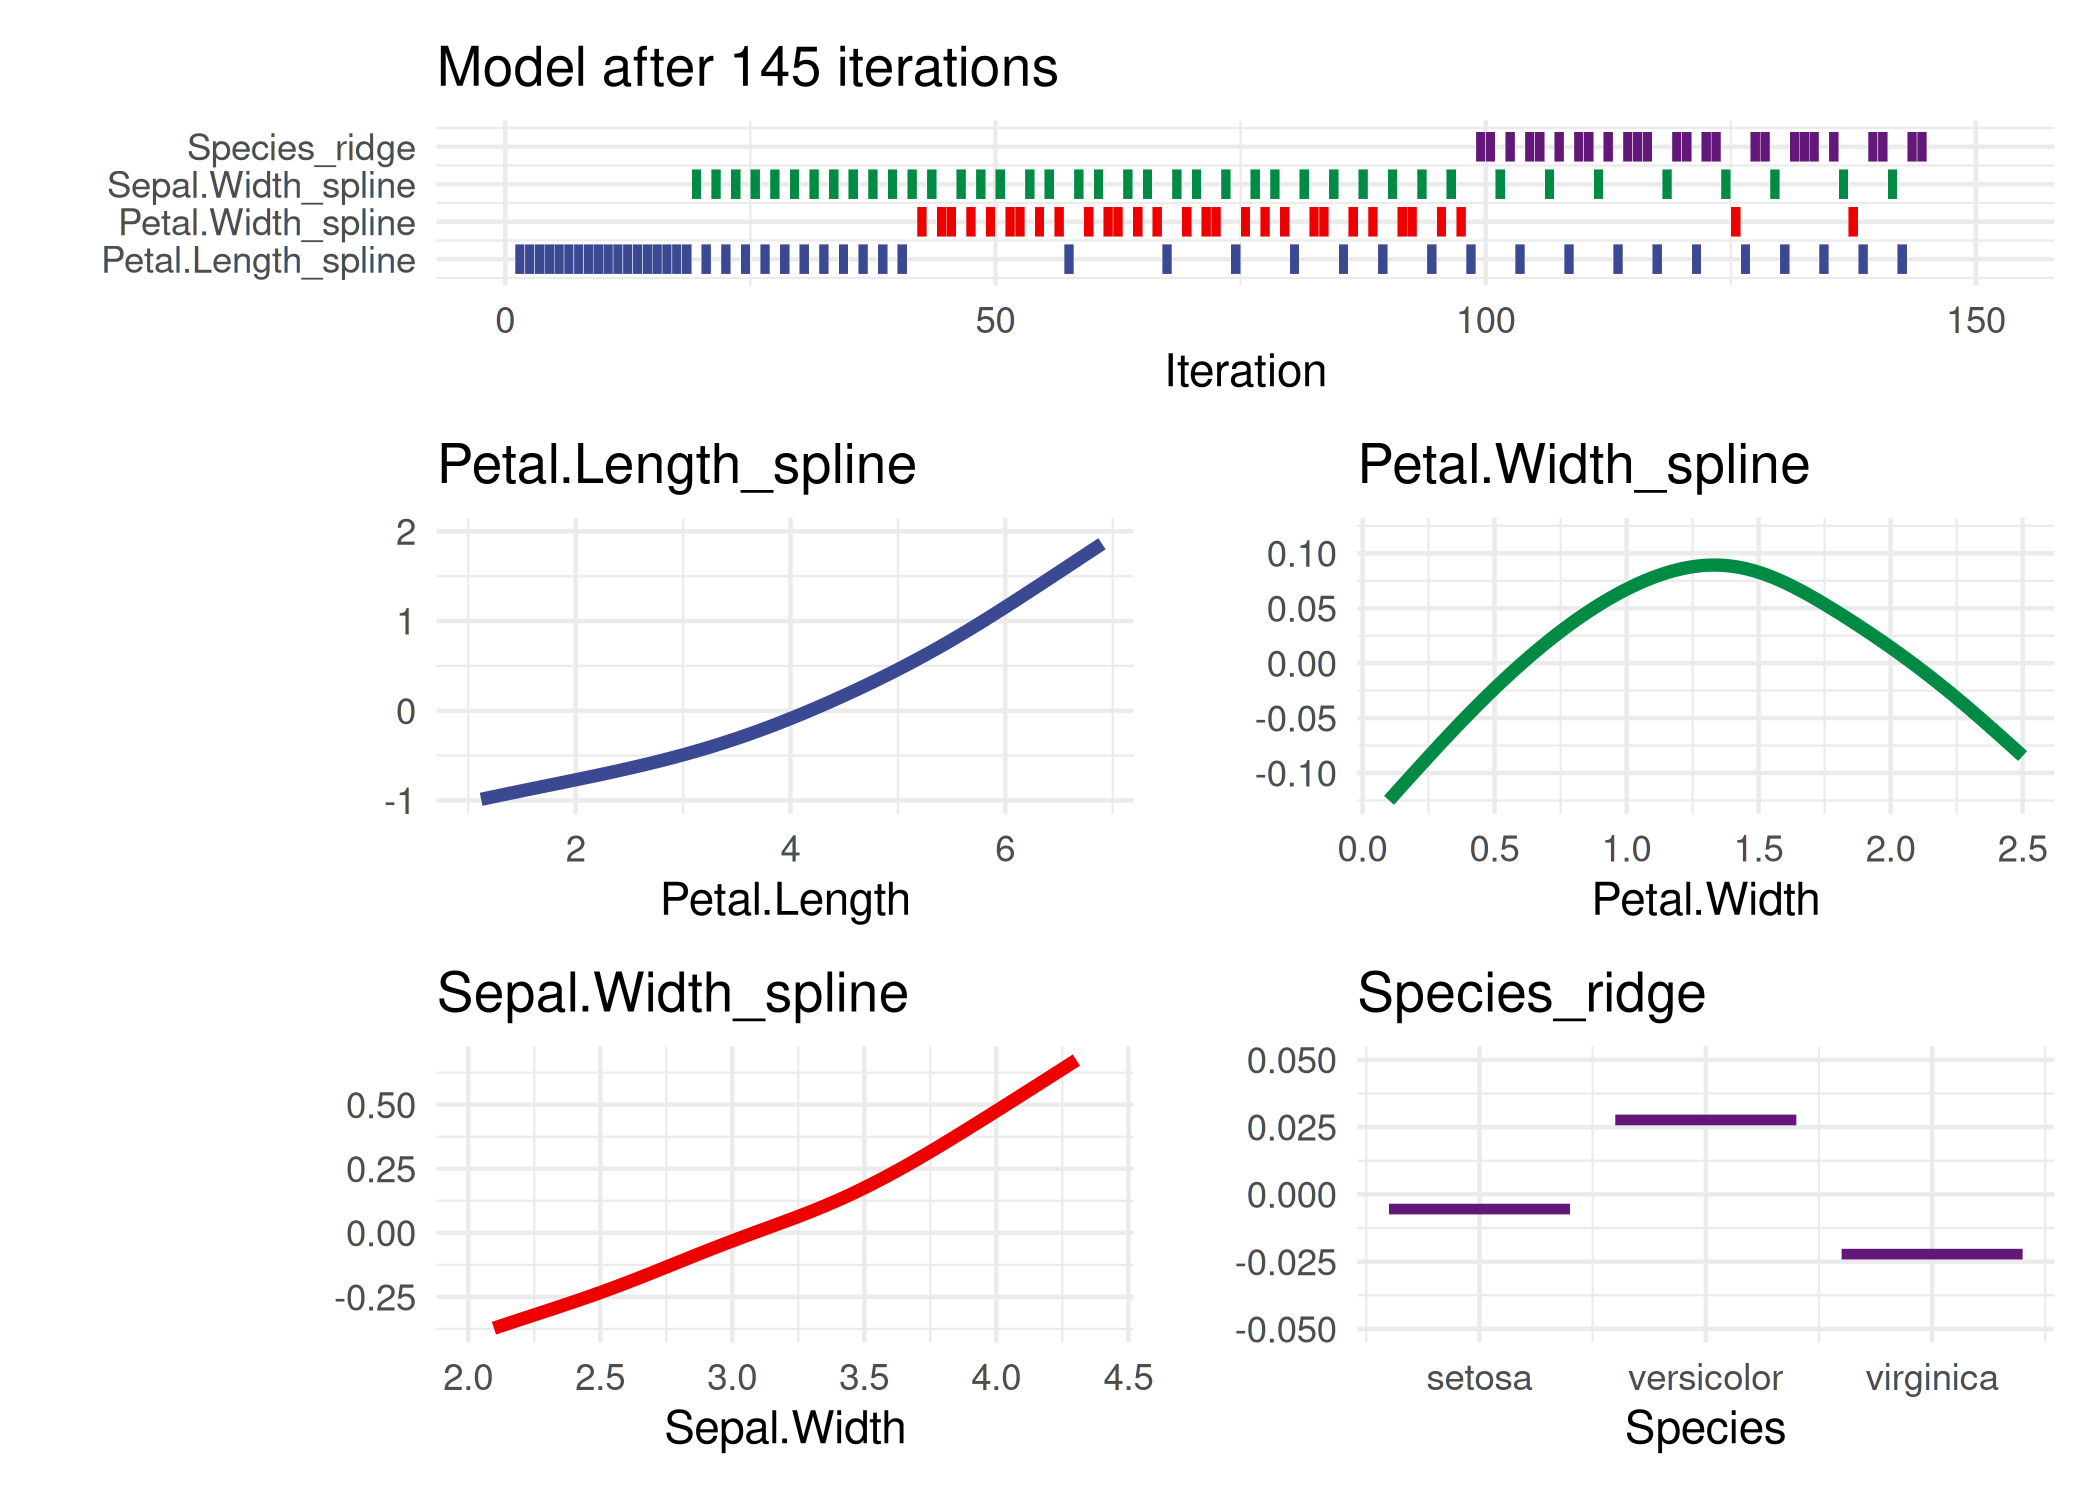 Model after 145 iterations
Species_ridge
Sepal.Width_spline
Petal.Width_spline
Petal.Length_spline
0 50 100 150
Iteration
Petal.Length_spline
2
1
0
-1
2 4 6
Petal.Length
Petal.Width_spline
0.10
0.05
0.00
-0.05
-0.10
0.0 0.5 1.0 1.5 2.0 2.5
Petal.Width
Sepal.Width_spline
0.50
0.25
0.00
-0.25
2.0 2.5 3.0 3.5 4.0 4.5
Sepal.Width
Species_ridge
0.050
0.025
0.000
-0.025
-0.050
setosa versicolor virginica
Species